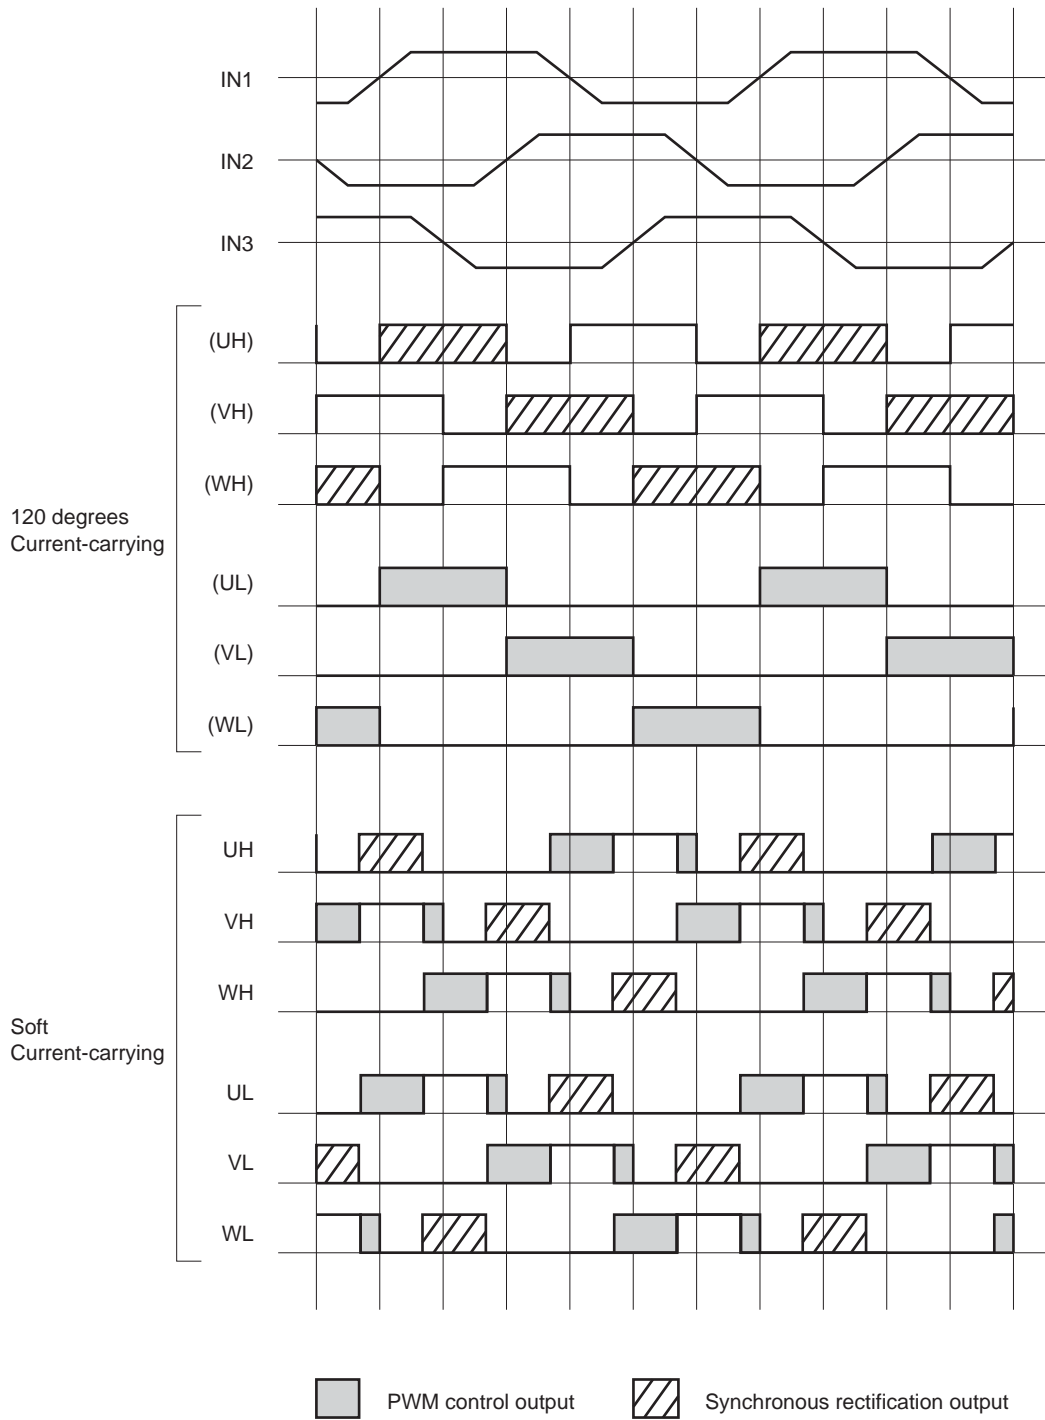 IN1
IN2
IN3
(UH)
(VH)
(WH)
120 degrees
Current-carrying
(UL)
(VL)
(WL)
UH
VH
WH
Soft
Current-carrying
UL
VL
WL
PWM control output
Synchronous rectification output